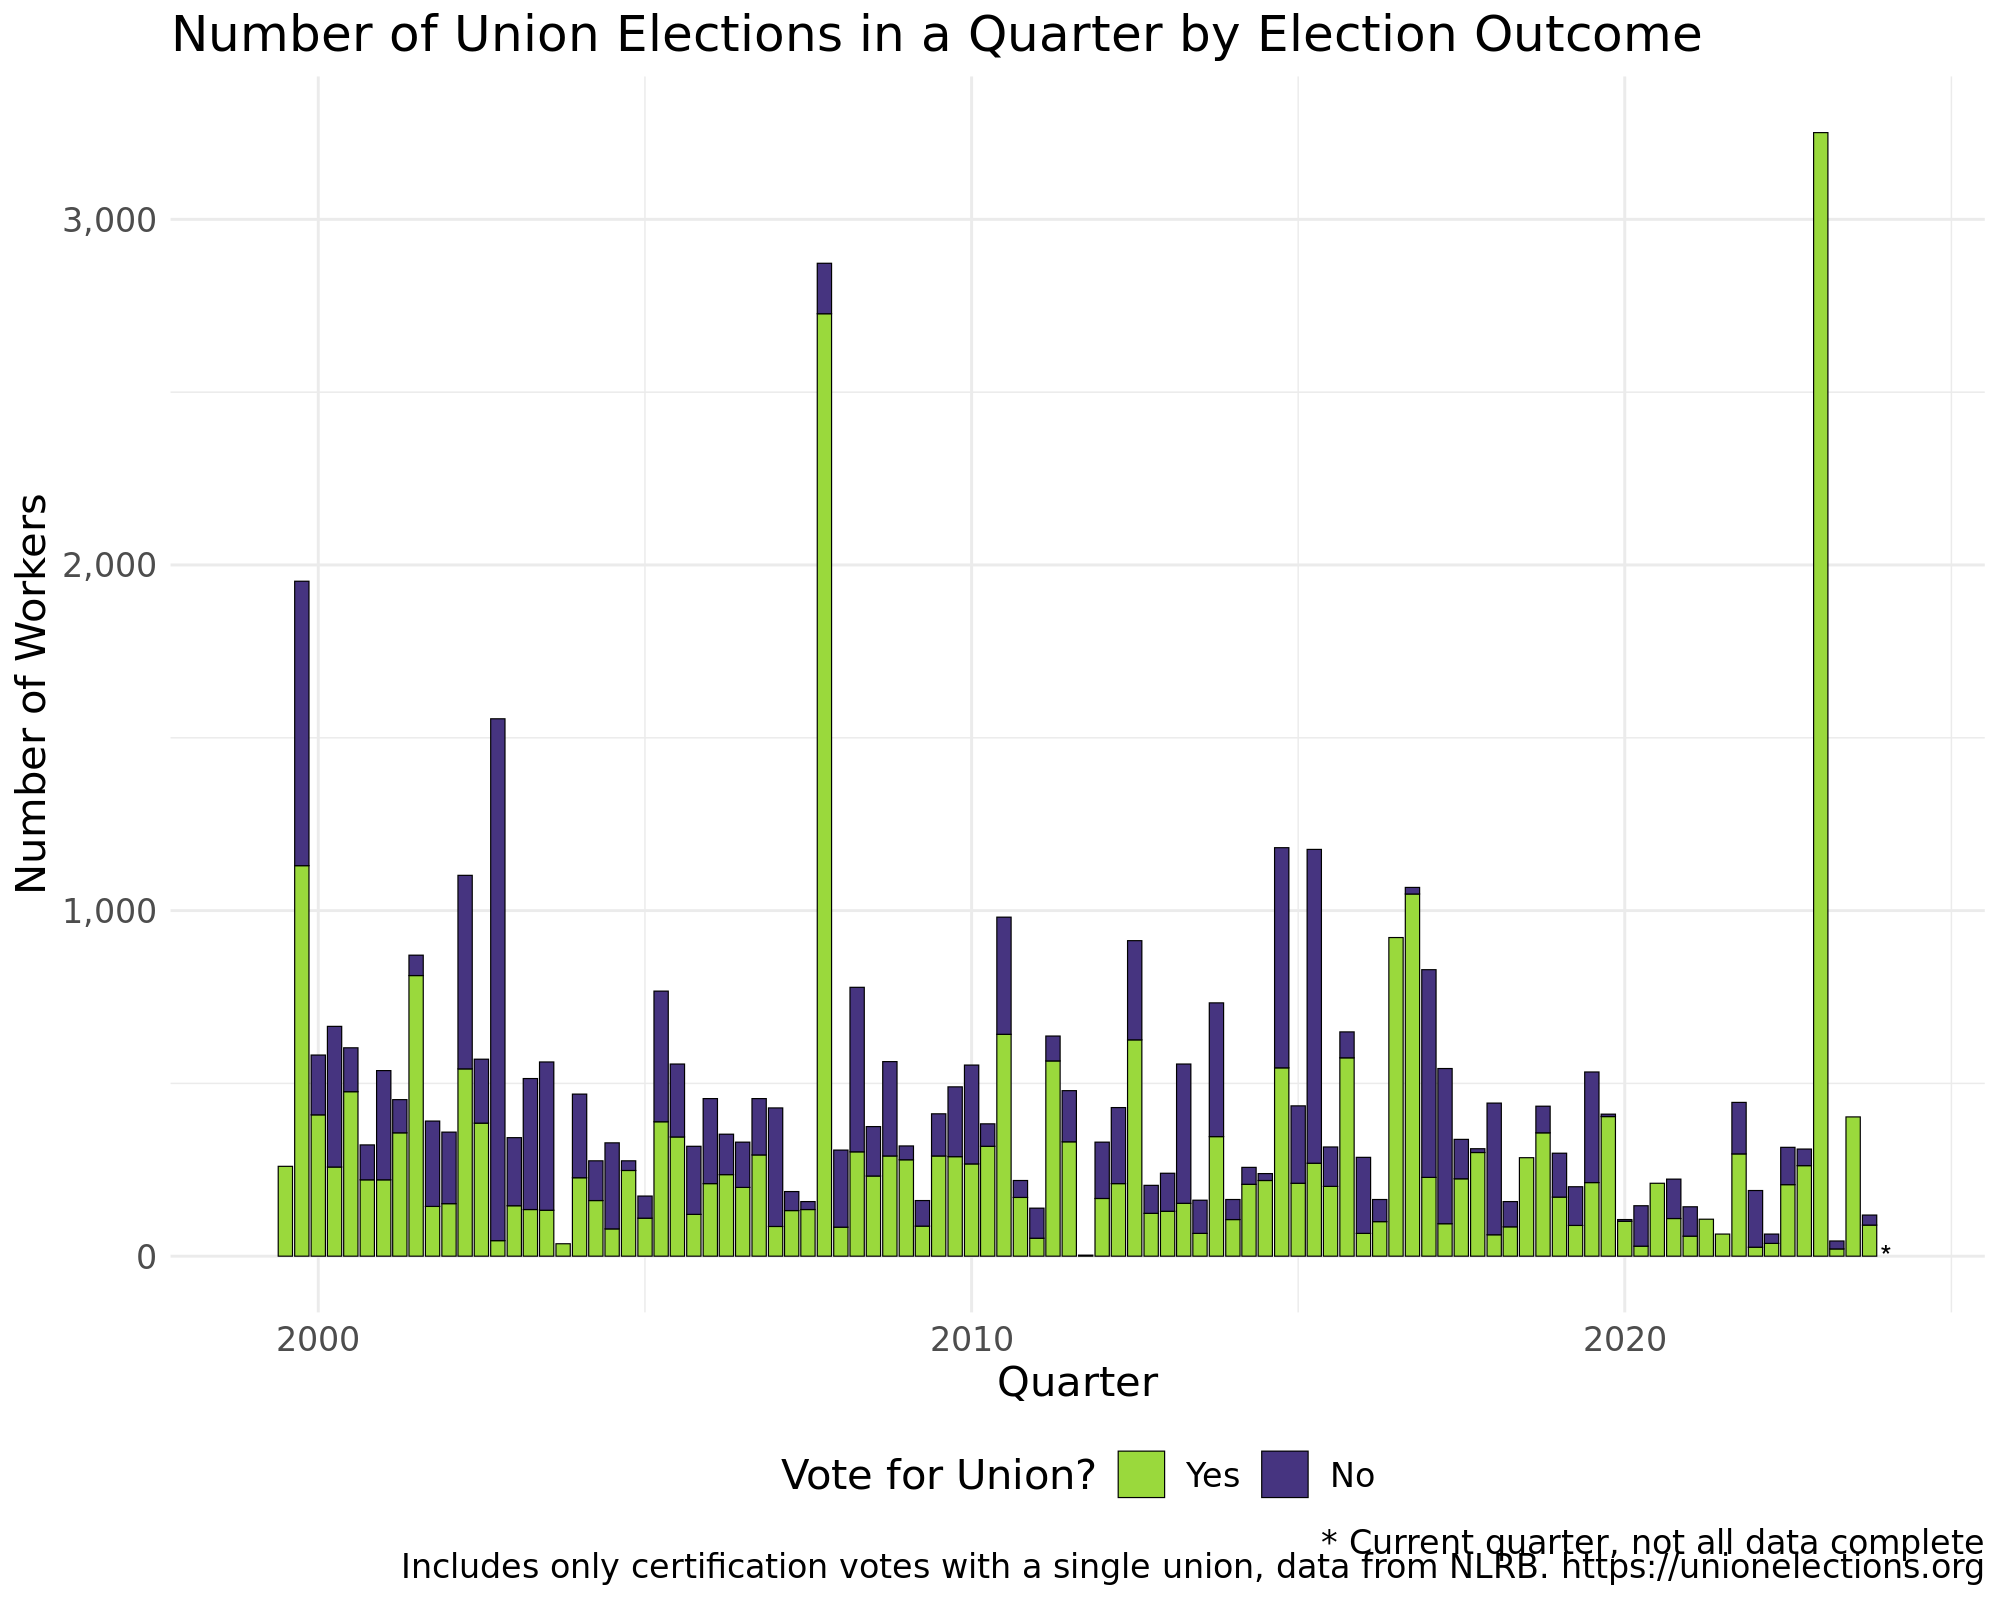 Number of Union Elections in a Quarter by Election Outcome
Number of Workers
3,000
2,000
1,000
0
*
2000
2010
2020
Quarter
Vote for Union?
Yes
No
* Current quarter, not all data complete
Includes only certification votes with a single union, data from NLRB. https://unionelections.org